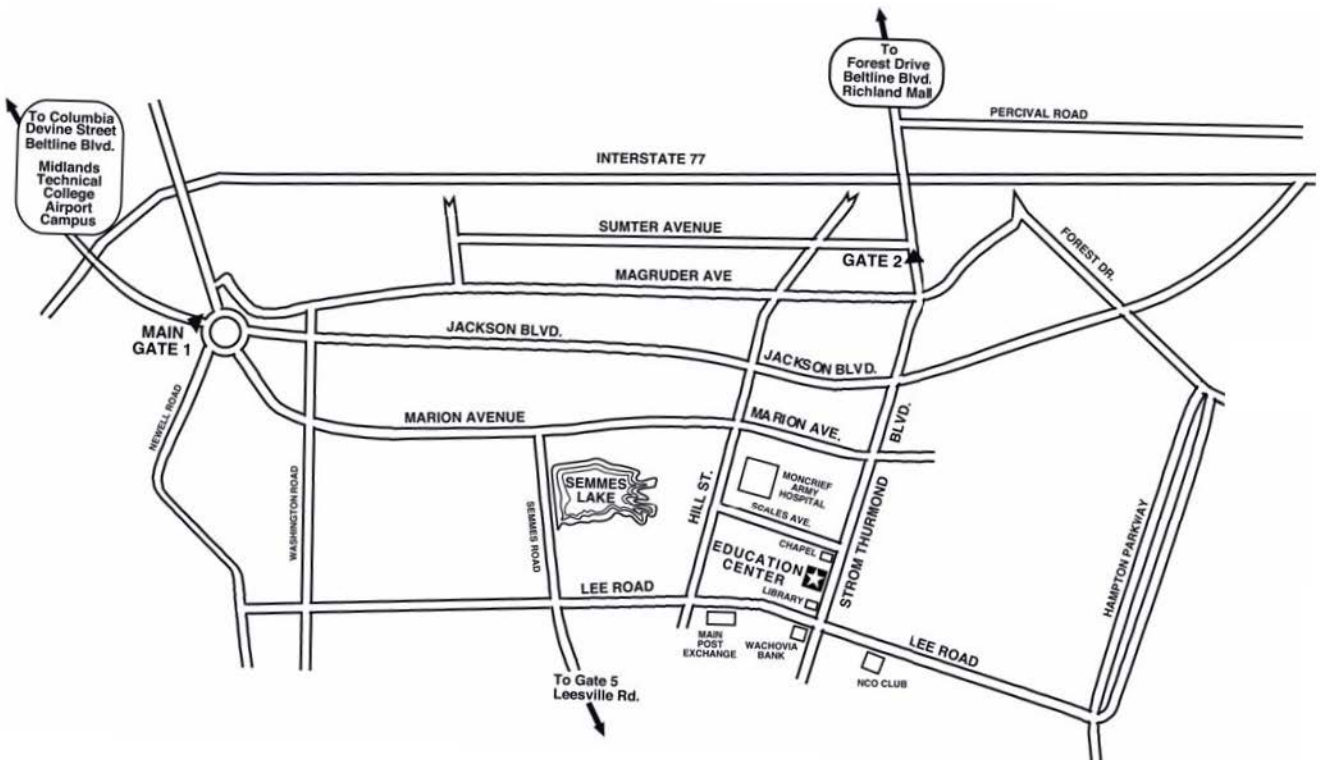 To
Forest Drive
Beltline Blvd.
Richland Mall
To Columbia
Devine Street
Beltline Blvd.
Midlands
Technical
College
Airport
Campus
PERCIVAL ROAD
INTERSTATE 77
SUMTER AVENUE
GATE 2
FOREST DR.
MAGRUDER AVE
MAIN
GATE 1
JACKSON BLVD.
JACKSON BLVD.
NEWELL ROAD
MARION AVENUE
MARION AVE.
BLVD.
STROM THURMOND
WASHINGTON ROAD
SEMMES ROAD
SEMMES
LAKE
HILL ST.
MONCRIEF
ARMY
HOSPITAL
SCALES AVE.
CHAPEL
EDUCATION
CENTER
LIBRARY
HAMPTON PARKWAY
LEE ROAD
MAIN
POST
EXCHANGE
WACHOVIA
BANK
LEE ROAD
NCO CLUB
To Gate 5
Leesville Rd.